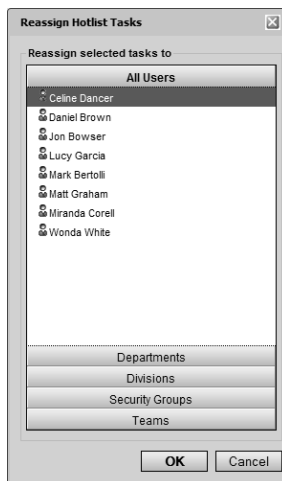 Reassign Hotlist Tasks
Reassign selected tasks to
All Users
Celine Dancer
Daniel Brown
Jon Bowser
Lucy Garcia
Mark Bertolli
Matt Graham
Miranda Corell
Wonda White
Departments
Divisions
Security Groups
Teams
OK Cancel